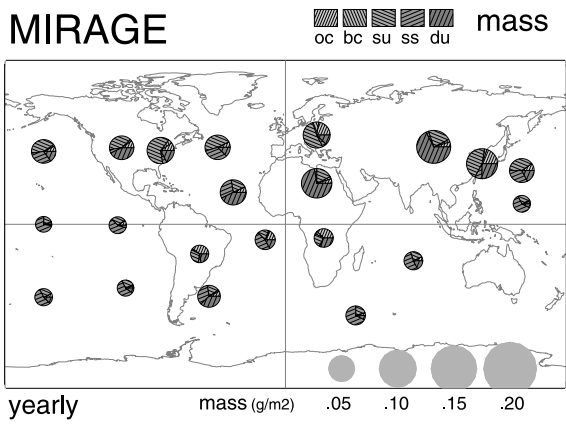 MIRAGE
mass
oc bc su ss du
yearly
mass (g/m2) .05 .10 .15 .20